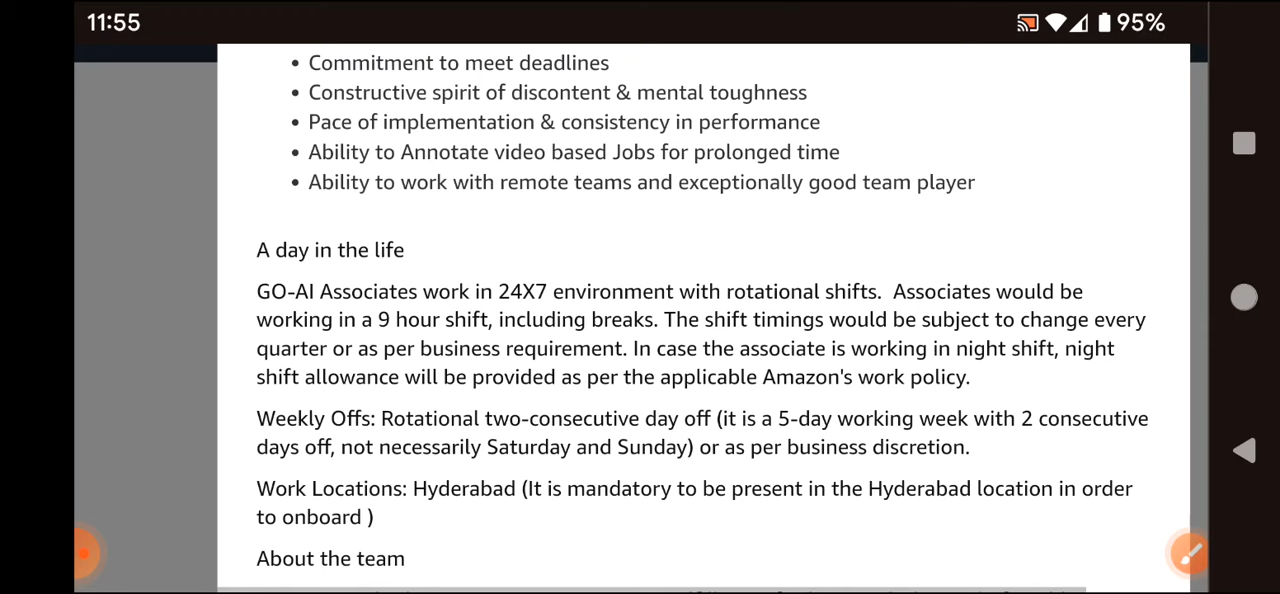 11:55
95%
Commitment to meet deadlines
Constructive spirit of discontent & mental toughness
Pace of implementation & consistency in performance
Ability to Annotate video based Jobs for prolonged time
Ability to work with remote teams and exceptionally good team player
A day in the life
GO-AI Associates work in 24X7 environment with rotational shifts.  Associates would be
working in a 9 hour shift, including breaks. The shift timings would be subject to change every
quarter or as per business requirement. In case the associate is working in night shift, night
shift allowance will be provided as per the applicable Amazon's work policy.
Weekly Offs: Rotational two-consecutive day off (it is a 5-day working week with 2 consecutive
days off, not necessarily Saturday and Sunday) or as per business discretion.
Work Locations: Hyderabad (It is mandatory to be present in the Hyderabad location in order
to onboard )
About the team